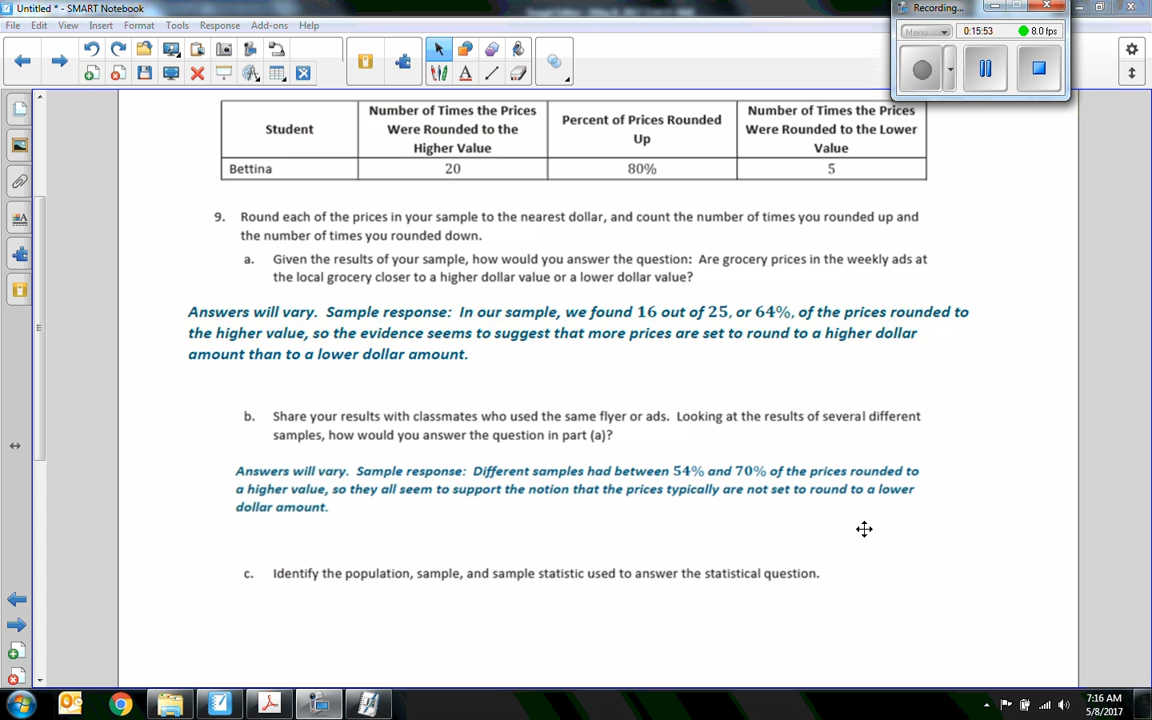 Untitled * - SMART Notebook
File Edit View Insert Format Tools Response Add-ons Help
Recording...
Menu 0:15:53 8.0 fps
Student
Number of Times the Prices
Were Rounded to the
Higher Value
Percent of Prices Rounded
Up
Number of Times the Prices
Were Rounded to the Lower
Value
Bettina 20 80% 5
9. Round each of the prices in your sample to the nearest dollar, and count the number of times you rounded up and
the number of times you rounded down.
a. Given the results of your sample, how would you answer the question: Are grocery prices in the weekly ads at
the local grocery closer to a higher dollar value or a lower dollar value?
Answers will vary. Sample response: In our sample, we found 16 out of 25, or 64%, of the prices rounded to
the higher value, so the evidence seems to suggest that more prices are set to round to a higher dollar
amount than to a lower dollar amount.
b. Share your results with classmates who used the same flyer or ads. Looking at the results of several different
samples, how would you answer the question in part (a)?
Answers will vary. Sample response: Different samples had between 54% and 70% of the prices rounded to
a higher value, so they all seem to support the notion that the prices typically are not set to round to a lower
dollar amount.
c. Identify the population, sample, and sample statistic used to answer the statistical question.
7:16 AM
5/8/2017